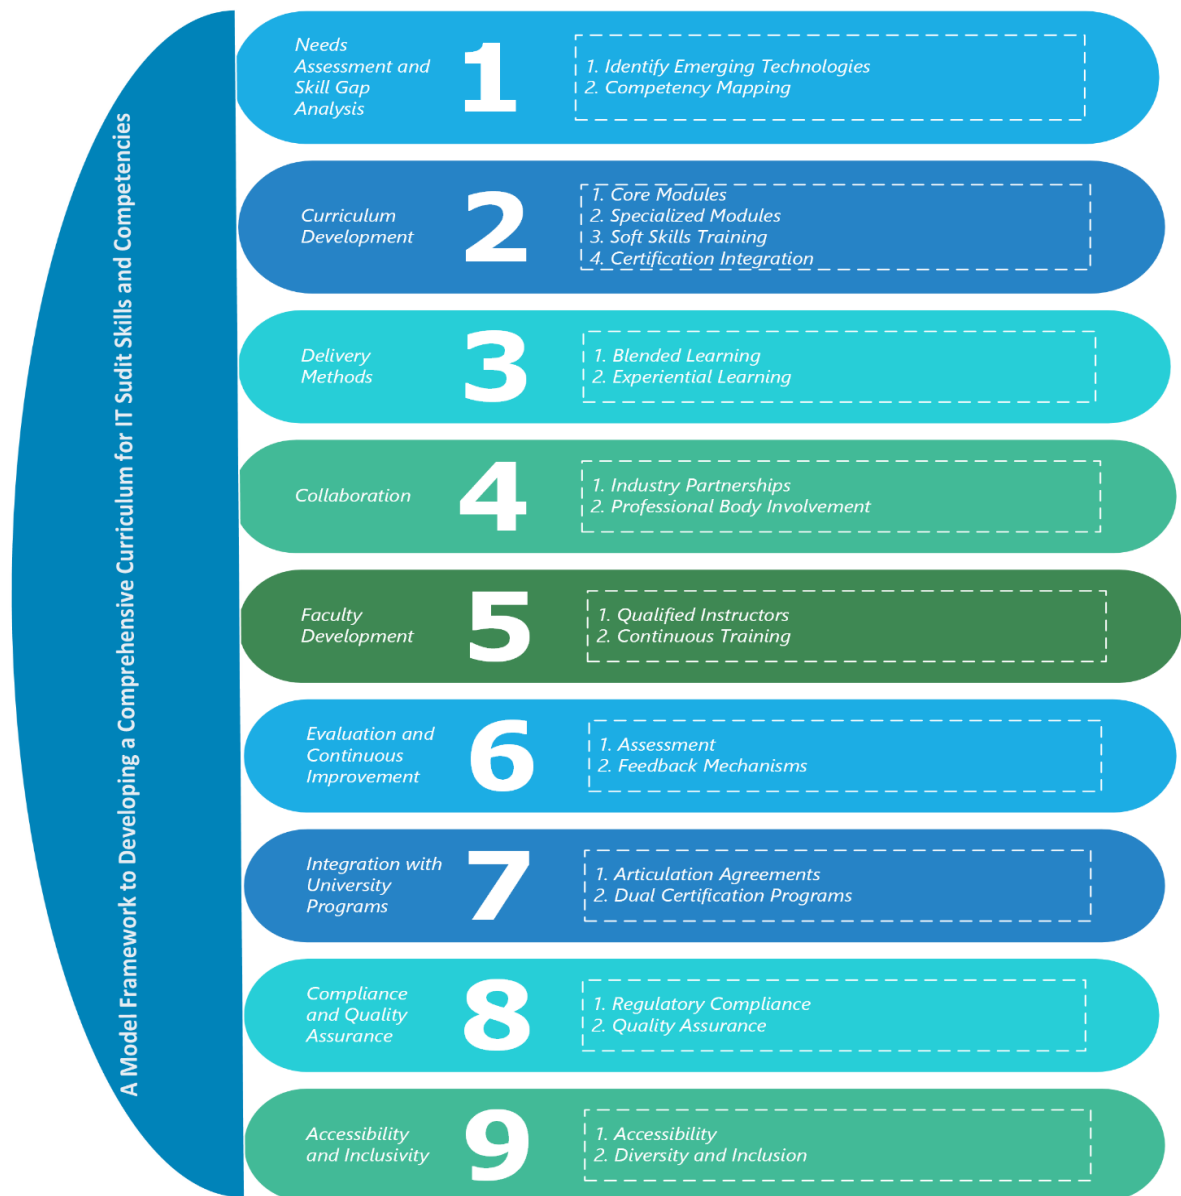 A Model Framework to Developing a Comprehensive Curriculum for IT Sudit Skills and Competencies
Needs
Assessment and
Skill Gap
Analysis
1
1. Identify Emerging Technologies
2. Competency Mapping
Curriculum
Development
2
1. Core Modules
2. Specialized Modules
3. Soft Skills Training
4. Certification Integration
Delivery
Methods
3
1. Blended Learning
2. Experiential Learning
Collaboration
4
1. Industry Partnerships
2. Professional Body Involvement
Faculty
Development
5
1. Qualified Instructors
2. Continuous Training
Evaluation and
Continuous
Improvement
6
1. Assessment
2. Feedback Mechanisms
Integration with
University
Programs
7
1. Articulation Agreements
2. Dual Certification Programs
Compliance
and Quality
Assurance
8
1. Regulatory Compliance
2. Quality Assurance
Accessibility
and Inclusivity
9
1. Accessibility
2. Diversity and Inclusion